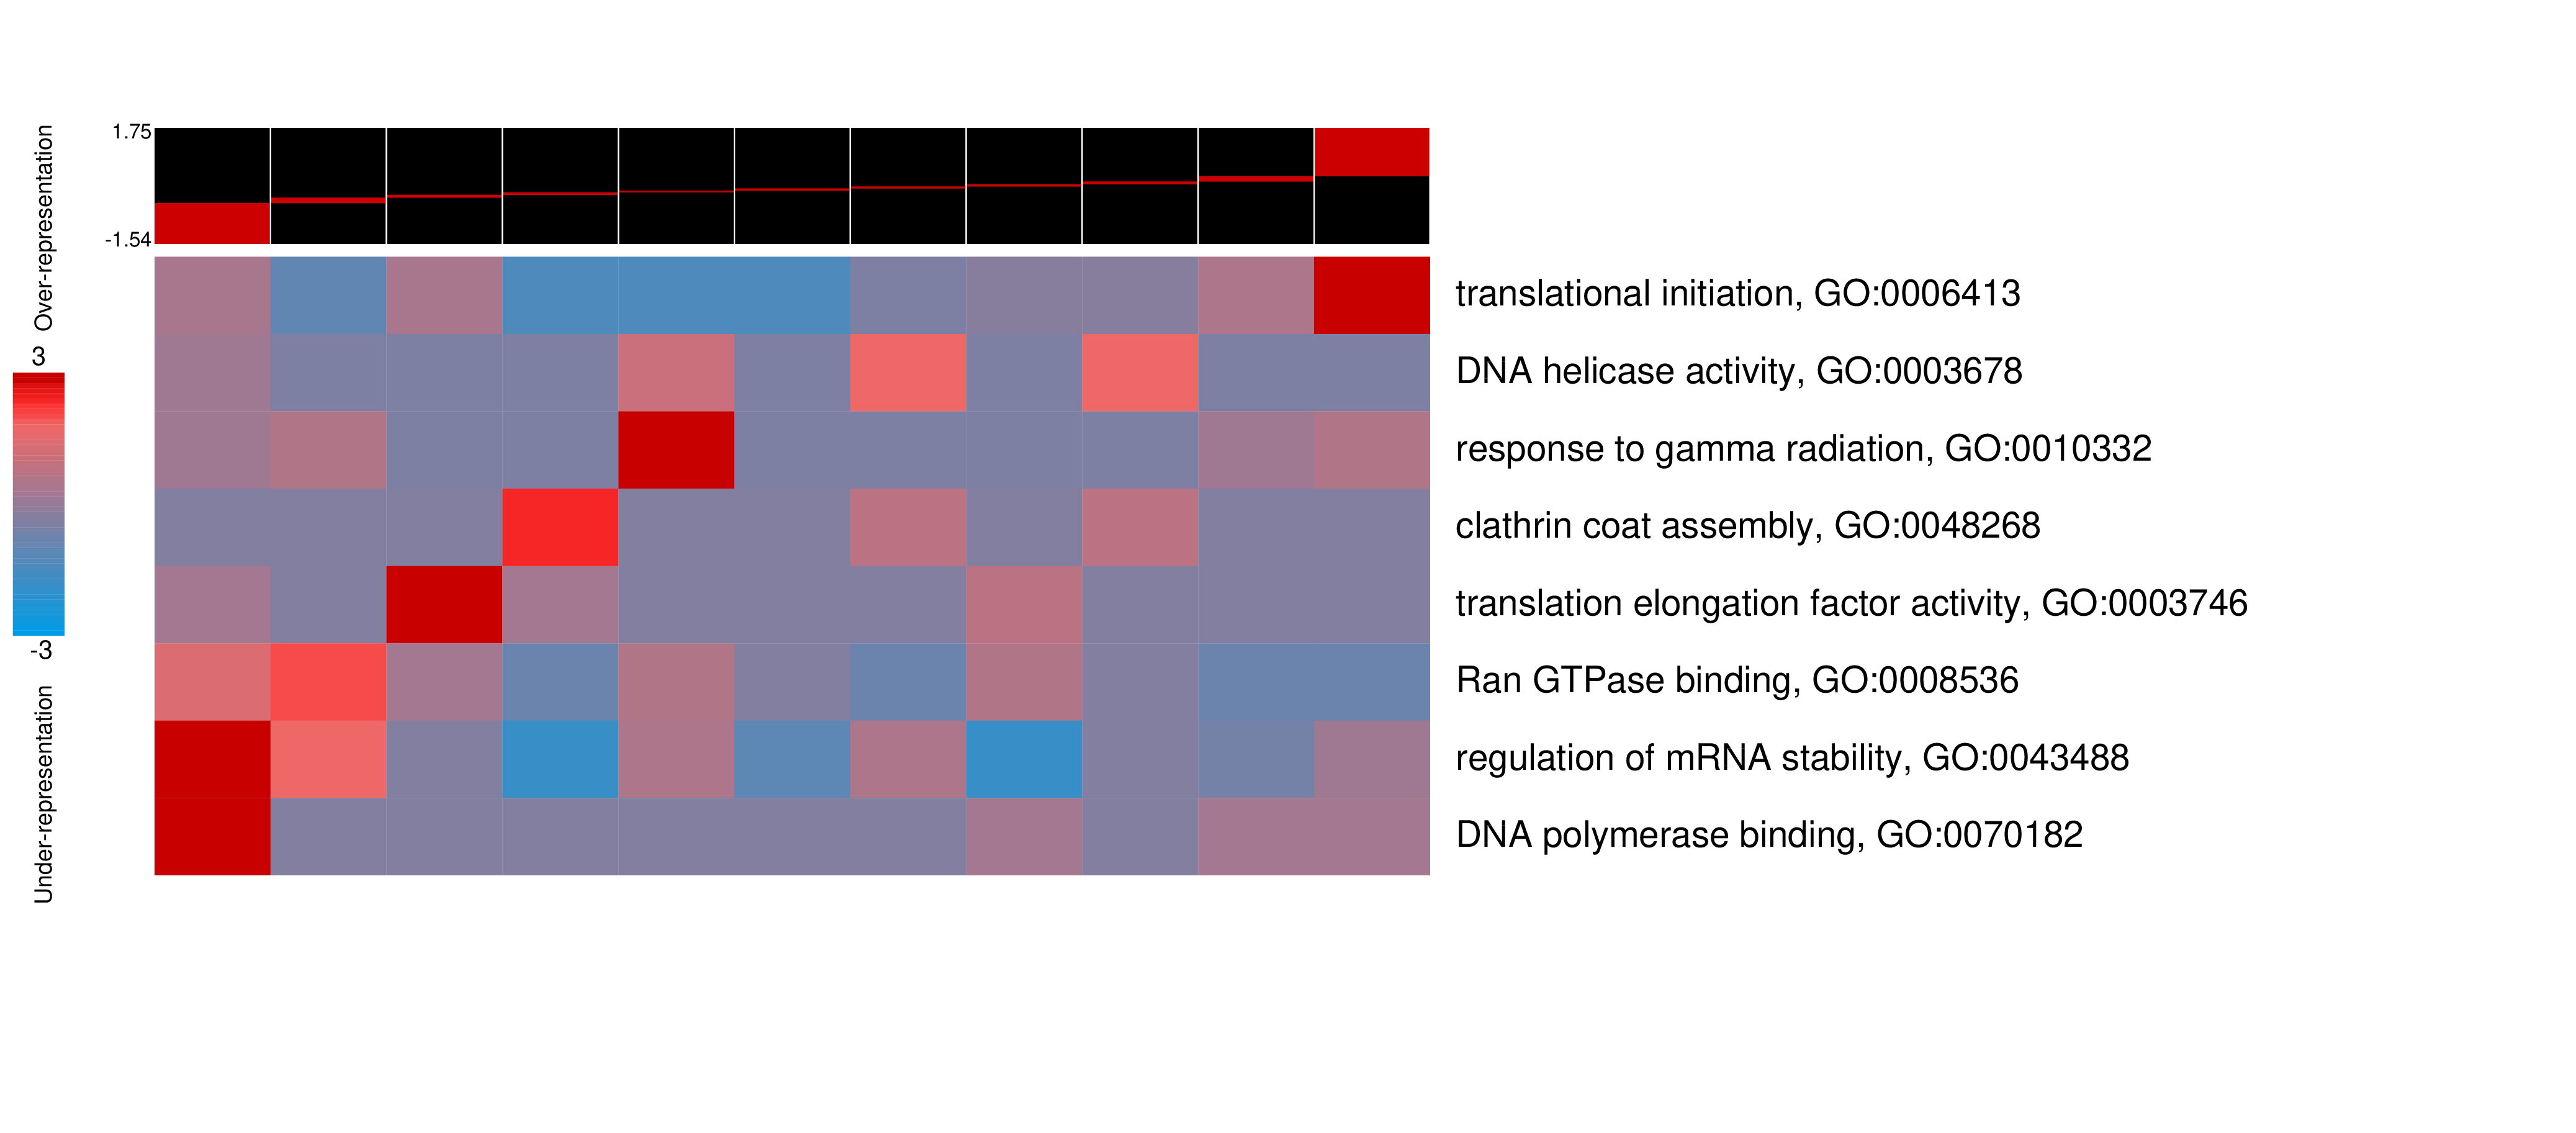 Over-representation
1.75
-1.54
3
-3
Under-representation
translational initiation, GO:0006413
DNA helicase activity, GO:0003678
response to gamma radiation, GO:0010332
clathrin coat assembly, GO:0048268
translation elongation factor activity, GO:0003746
Ran GTPase binding, GO:0008536
regulation of mRNA stability, GO:0043488
DNA polymerase binding, GO:0070182